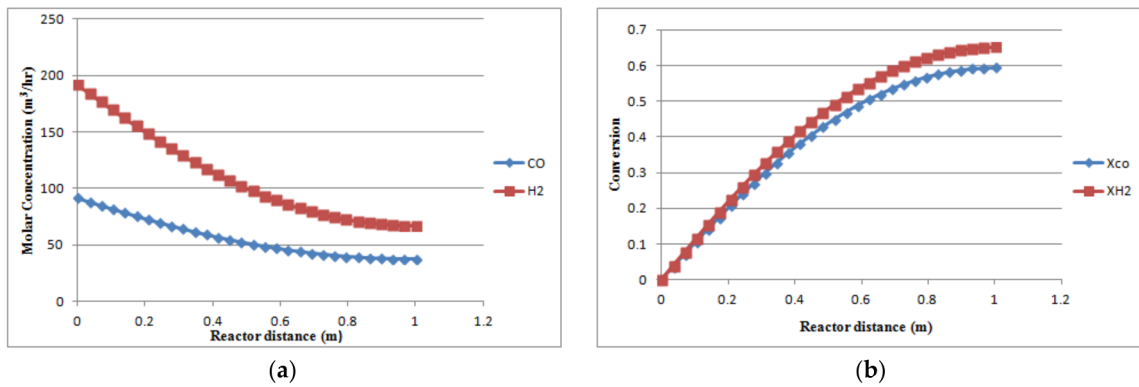 250
200
150
100
50
0
Molar Concentration (m³/hr)
0 0.2 0.4 0.6 0.8 1 1.2
Reactor distance (m)
CO
H2
(a)
0.7
0.6
0.5
0.4
0.3
0.2
0.1
0
Conversion
0 0.2 0.4 0.6 0.8 1 1.2
Reactor distance (m)
Xco
XH2
(b)